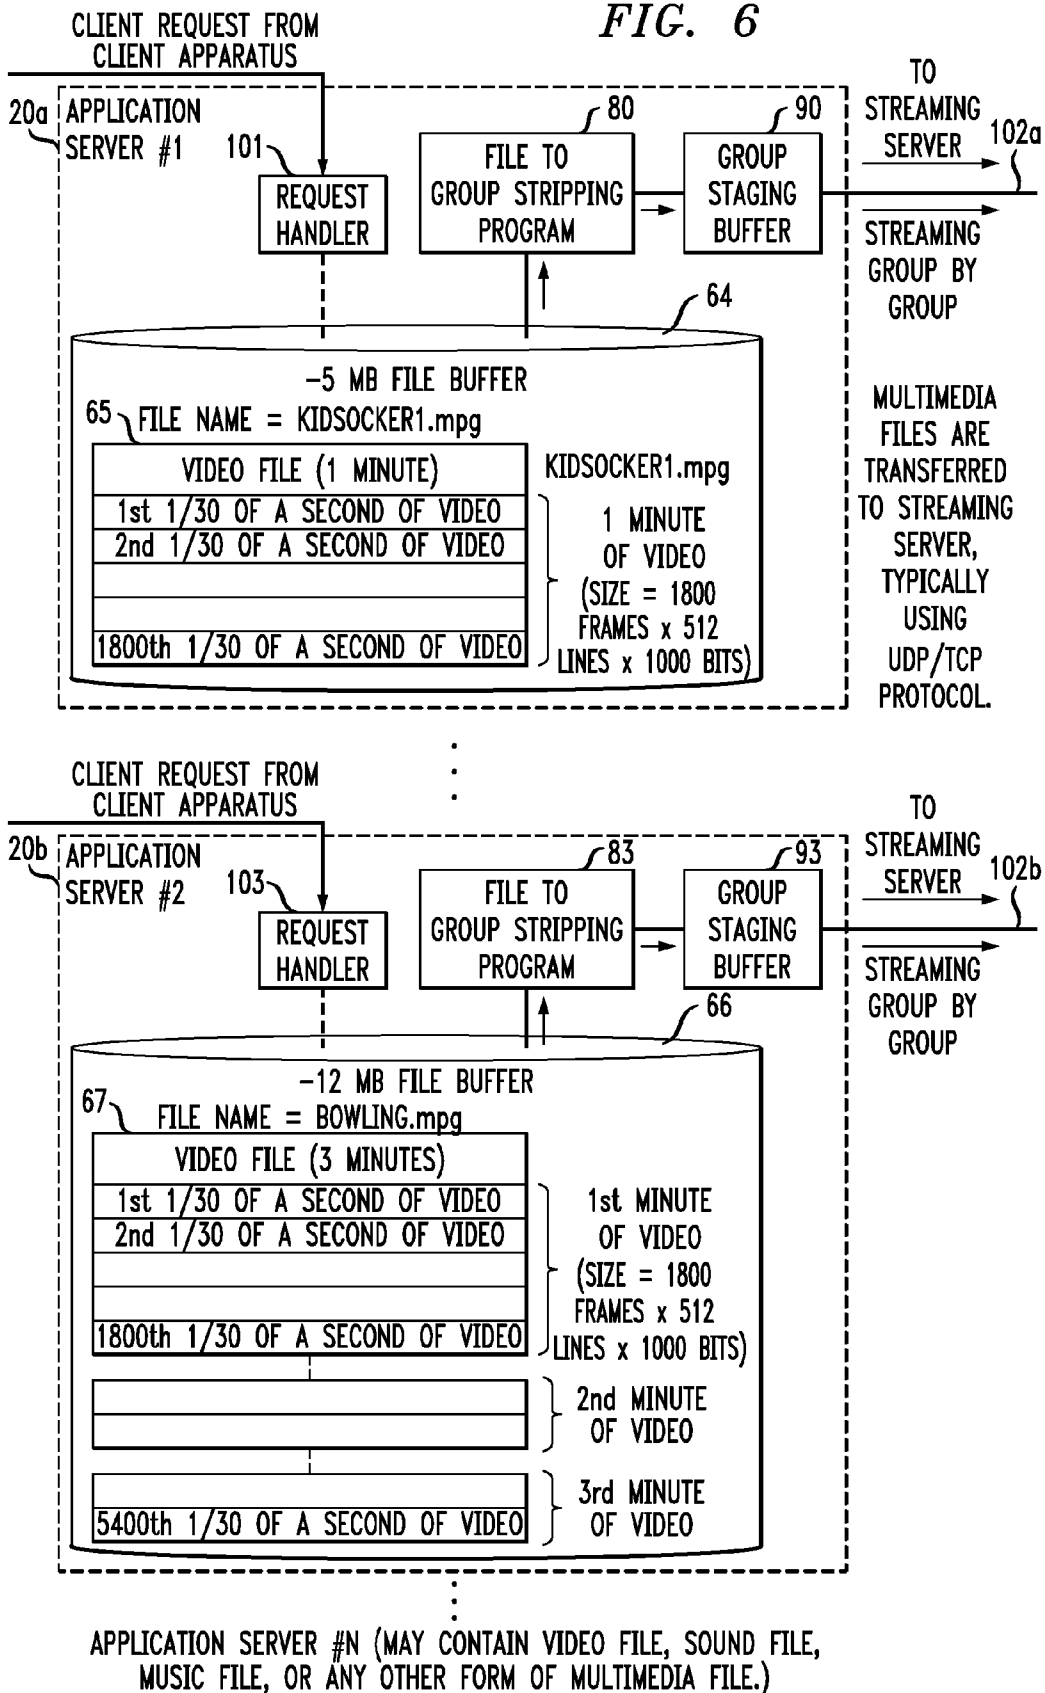 FIG. 6
CLIENT REQUEST FROM
CLIENT APPARATUS
20a
APPLICATION
SERVER #1
101
REQUEST
HANDLER
80
FILE TO
GROUP STRIPPING
PROGRAM
90
GROUP
STAGING
BUFFER
TO
STREAMING
SERVER
102a
STREAMING
GROUP BY
GROUP
64
-5 MB FILE BUFFER
65
FILE NAME = KIDSOCKER1.mpg
VIDEO FILE (1 MINUTE)
1st 1/30 OF A SECOND OF VIDEO
2nd 1/30 OF A SECOND OF VIDEO
1800th 1/30 OF A SECOND OF VIDEO
KIDSOCKER1.mpg
1 MINUTE
OF VIDEO
(SIZE = 1800
FRAMES x 512
LINES x 1000 BITS)
MULTIMEDIA
FILES ARE
TRANSFERRED
TO STREAMING
SERVER,
TYPICALLY
USING
UDP/TCP
PROTOCOL.
CLIENT REQUEST FROM
CLIENT APPARATUS
20b
APPLICATION
SERVER #2
103
REQUEST
HANDLER
83
FILE TO
GROUP STRIPPING
PROGRAM
93
GROUP
STAGING
BUFFER
TO
STREAMING
SERVER
102b
STREAMING
GROUP BY
GROUP
66
-12 MB FILE BUFFER
67
FILE NAME = BOWLING.mpg
VIDEO FILE (3 MINUTES)
1st 1/30 OF A SECOND OF VIDEO
2nd 1/30 OF A SECOND OF VIDEO
1800th 1/30 OF A SECOND OF VIDEO
1st MINUTE
OF VIDEO
(SIZE = 1800
FRAMES x 512
LINES x 1000 BITS)
2nd MINUTE
OF VIDEO
5400th 1/30 OF A SECOND OF VIDEO
3rd MINUTE
OF VIDEO
APPLICATION SERVER #N (MAY CONTAIN VIDEO FILE, SOUND FILE,
MUSIC FILE, OR ANY OTHER FORM OF MULTIMEDIA FILE.)